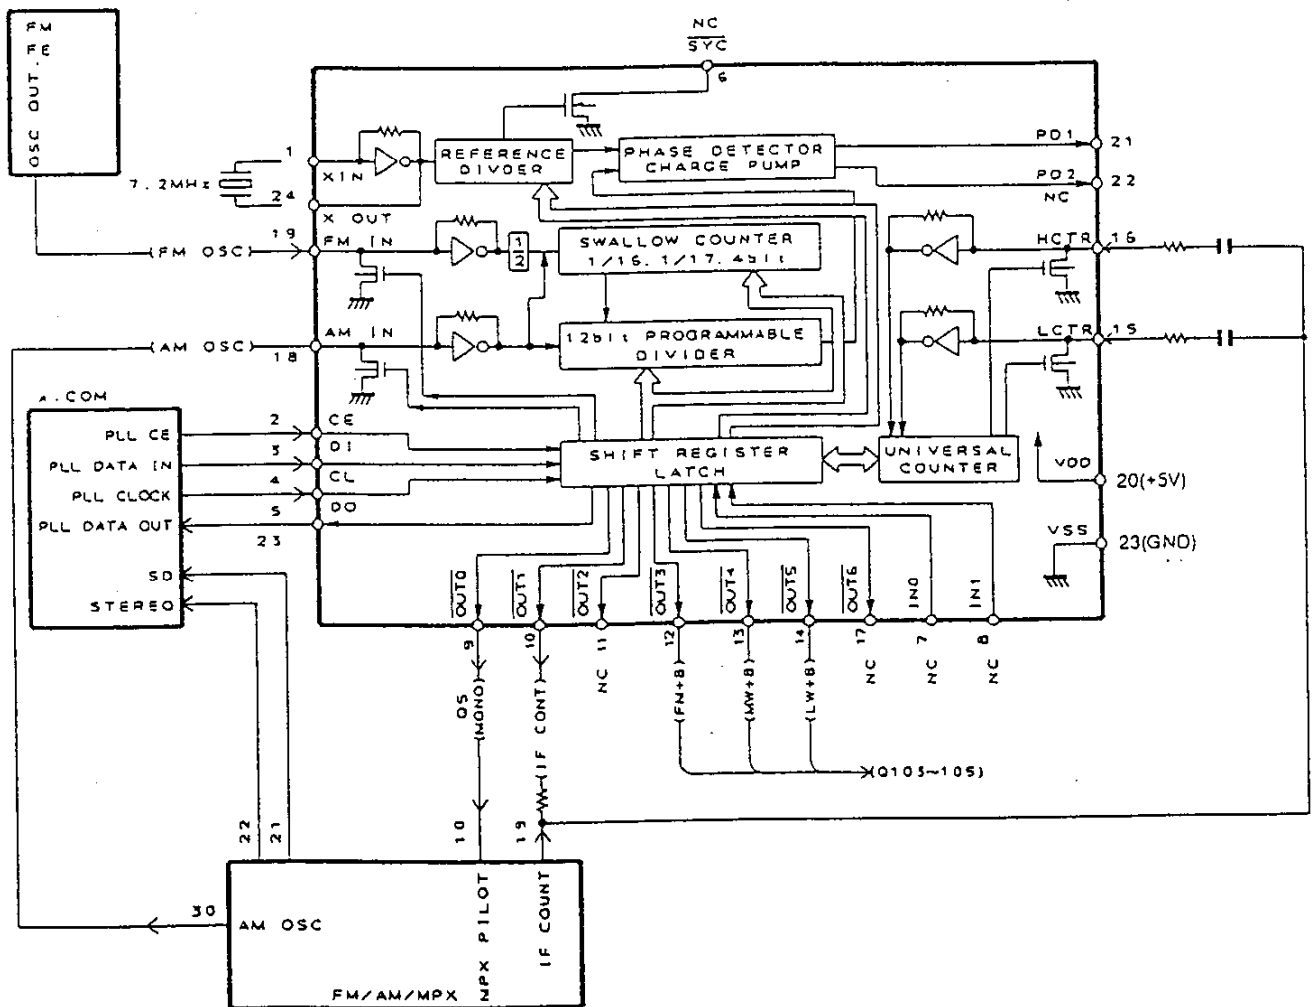 FM
FE
OSC OUT.
NC
SYC
6
1
XIN
7.2MHz
24
X OUT
REFERENCE
DIVDER
PHASE DETECTOR
CHARGE PUMP
PD1
21
PD2
22
NC
19
(FM OSC)
FM IN
1
2
SWALLOW COUNTER
1/16. 1/17. 4bit
HCTR
16
(AM OSC)
18
AM IN
12bit PROGRAMMABLE
DIVIDER
LCTR
15
.COM
PLL CE
2
CE
PLL DATA IN
3
DI
PLL CLOCK
4
CL
PLL DATA OUT
5
DO
23
SD
STEREO
SHIFT REGISTER
LATCH
UNIVERSAL
COUNTER
VDD
20(+5V)
VSS
23(GND)
OUT0
OUT1
OUT2
OUT3
OUT4
OUT5
OUT6
IN0
IN1
9
10
11
12
13
14
17
7
8
NC
NC
NC
NC
QS
(MONO)
(IF CONT)
(FM+B)
(MW+B)
(LW+B)
(Q103~105)
22
21
10
19
30
AM OSC
MPX PILOT
IF COUNT
FM/AM/MPX